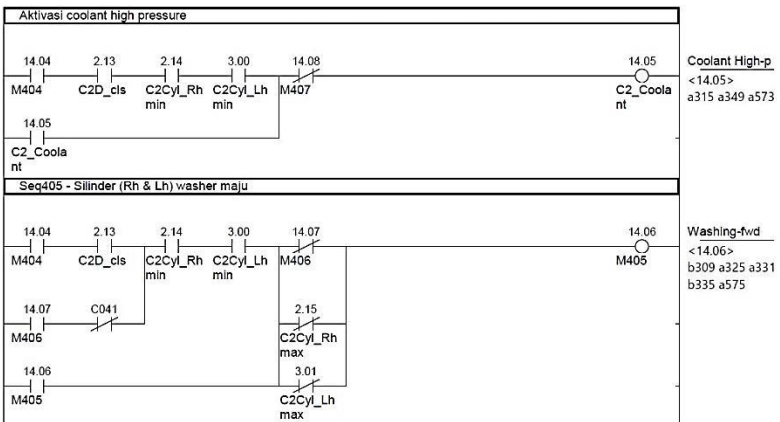 Aktivasi coolant high pressure
14.04 2.13 2.14 3.00 14.08 14.05 Coolant High-p
M404 C2D_cls C2Cyl_Rh C2Cyl_Lh M407 C2_Coola <14.05>
min min nt a315 a349 a573
14.05
C2_Coola
nt
Seq405 - Silinder (Rh & Lh) washer maju
14.04 2.13 2.14 3.00 14.07 14.06 Washing-fwd
M404 C2D_cls C2Cyl_Rh C2Cyl_Lh M406 M405 <14.06>
min min b309 a325 a331
b335 a575
14.07 C041 2.15
M406 C2Cyl_Rh
max
14.06 3.01
M405 C2Cyl_Lh
max